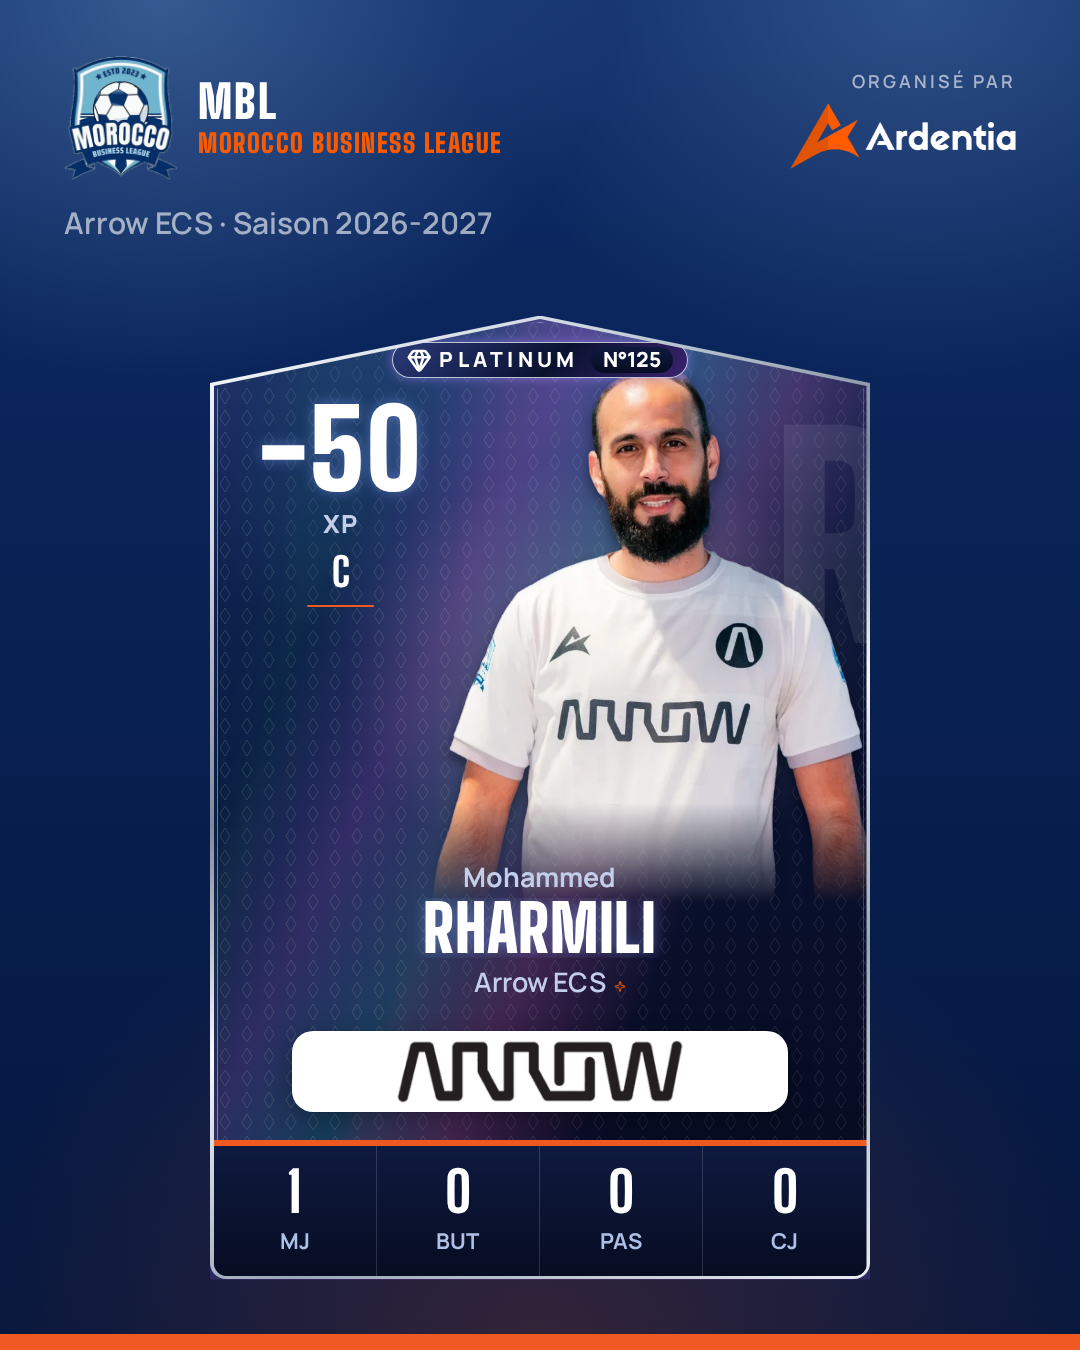 ★ ESTD 2023 ★
MOROCCO
BUSINESS LEAGUE
MBL
MOROCCO BUSINESS LEAGUE
ORGANISÉ PAR
Ardentia
Arrow ECS · Saison 2026-2027
PLATINUM N°125
-50
XP
C
R
ARROW
Mohammed
RHARMILI
Arrow ECS
ARROW
1 0 0 0
MJ BUT PAS CJ